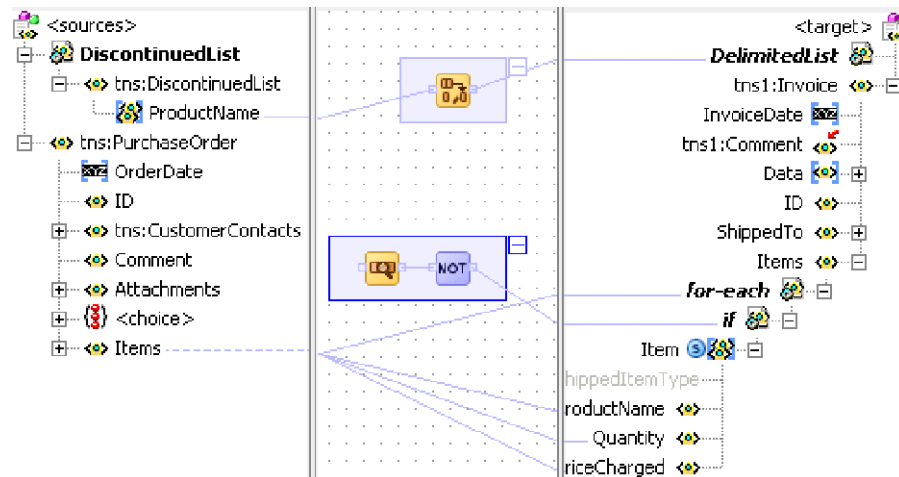 <sources>
DiscontinuedList
tns:DiscontinuedList
ProductName
tns:PurchaseOrder
OrderDate
ID
tns:CustomerContacts
Comment
Attachments
<choice>
Items
NOT
<target>
DelimitedList
tns1:Invoice
InvoiceDate
tns1:Comment
Data
ID
ShippedTo
Items
for-each
if
Item
hippedItemType
roductName
Quantity
riceCharged